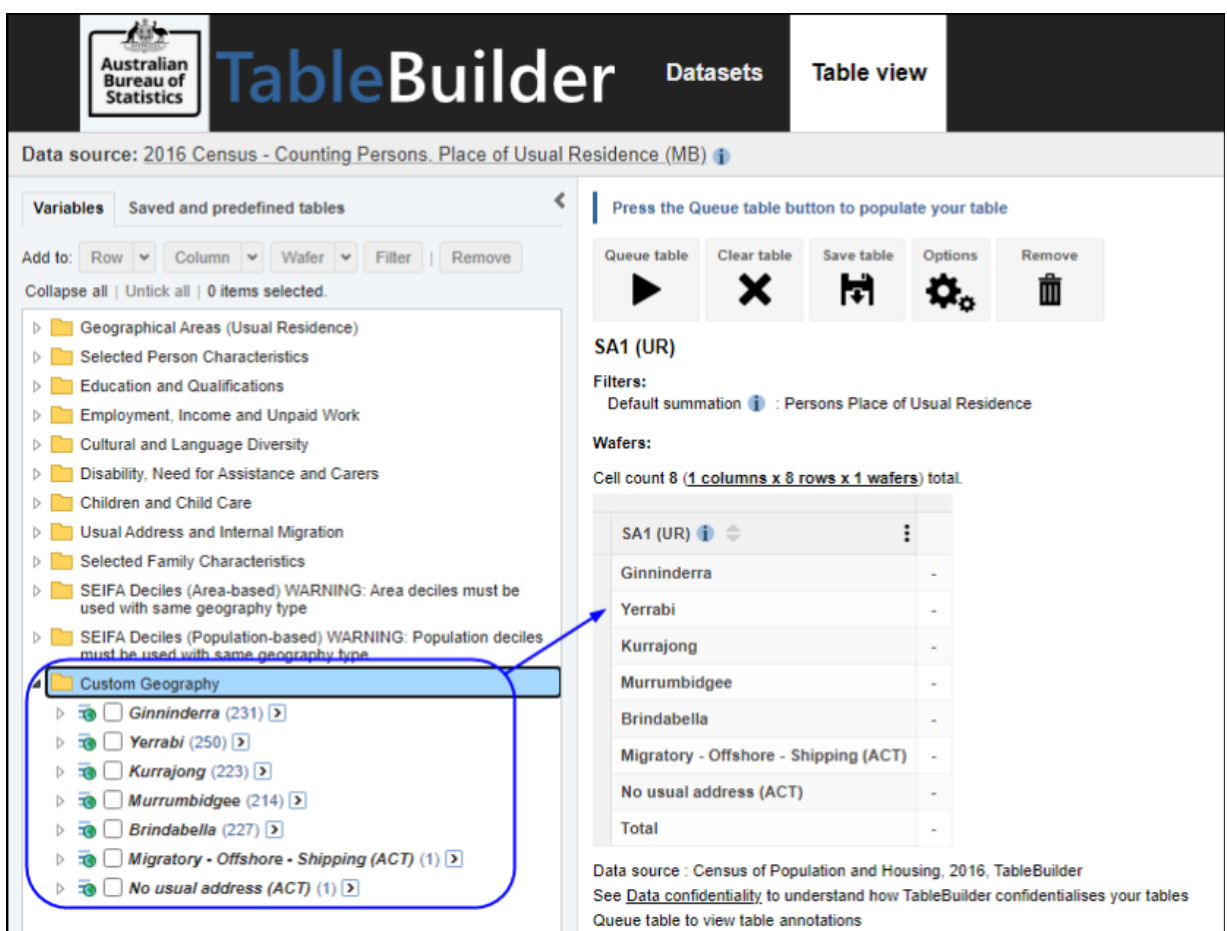 Australian
Bureau of
Statistics
TableBuilder
Datasets
Table view
Data source: 2016 Census - Counting Persons, Place of Usual Residence (MB)
Variables
Saved and predefined tables
Add to: Row Column Wafer Filter | Remove
Collapse all | Untick all | 0 items selected.
Geographical Areas (Usual Residence)
Selected Person Characteristics
Education and Qualifications
Employment, Income and Unpaid Work
Cultural and Language Diversity
Disability, Need for Assistance and Carers
Children and Child Care
Usual Address and Internal Migration
Selected Family Characteristics
SEIFA Deciles (Area-based) WARNING: Area deciles must be
used with same geography type
SEIFA Deciles (Population-based) WARNING: Population deciles
must be used with same geography type
Custom Geography
Ginninderra (231)
Yerrabi (250)
Kurrajong (223)
Murrumbidgee (214)
Brindabella (227)
Migratory - Offshore - Shipping (ACT) (1)
No usual address (ACT) (1)
Press the Queue table button to populate your table
Queue table
Clear table
Save table
Options
Remove
SA1 (UR)
Filters:
Default summation i : Persons Place of Usual Residence
Wafers:
Cell count 8 (1 columns x 8 rows x 1 wafers) total.
SA1 (UR)
Ginninderra -
Yerrabi -
Kurrajong -
Murrumbidgee -
Brindabella -
Migratory - Offshore - Shipping (ACT) -
No usual address (ACT) -
Total -
Data source : Census of Population and Housing, 2016, TableBuilder
See Data confidentiality to understand how TableBuilder confidentialises your tables
Queue table to view table annotations